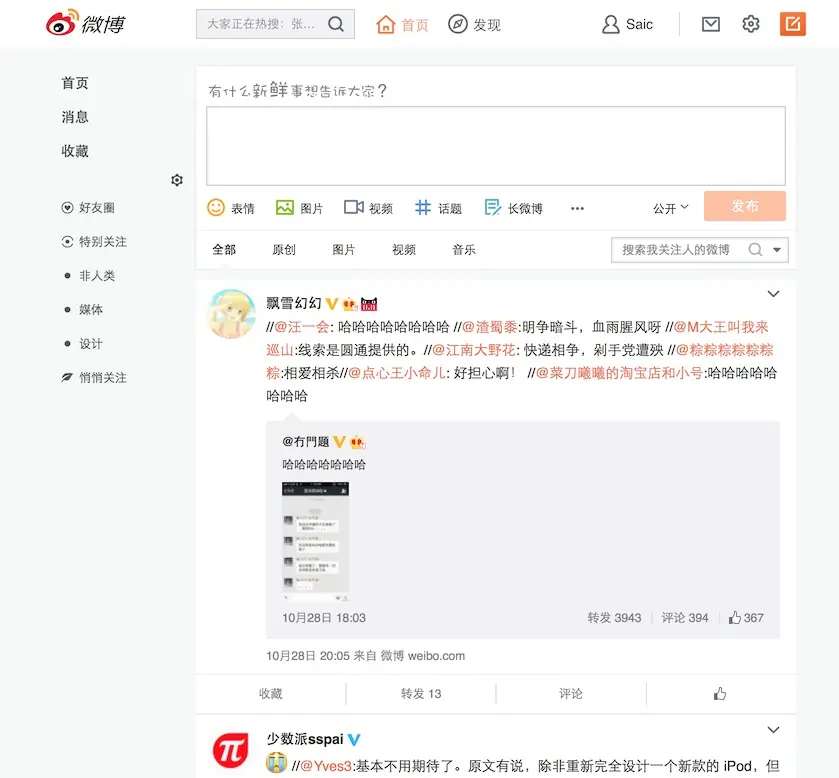 微博
大家正在热搜：张...
首页
发现
Saic
首页
消息
收藏
好友圈
特别关注
非人类
媒体
设计
悄悄关注
有什么新鲜事想告诉大家?
表情
图片
视频
话题
长微博
公开
发布
全部
原创
图片
视频
音乐
搜索我关注人的微博
飘雪幻幻
//@汪一会: 哈哈哈哈哈哈哈哈 //@渣蜀黍:明争暗斗，血雨腥风呀 //@M大王叫我来
巡山:线索是圆通提供的。//@江南大野花: 快递相争，剁手党遭殃 //@粽粽粽粽粽粽
粽:相爱相杀//@点心王小命儿: 好担心啊！ //@菜刀曦曦的淘宝店和小号:哈哈哈哈哈
哈哈哈
@冇門題
哈哈哈哈哈哈哈
10月28日 18:03
转发 3943
评论 394
367
10月28日 20:05 来自 微博 weibo.com
收藏
转发 13
评论
少数派sspai
//@Yves3:基本不用期待了。原文有说，除非重新完全设计一个新款的 iPod，但